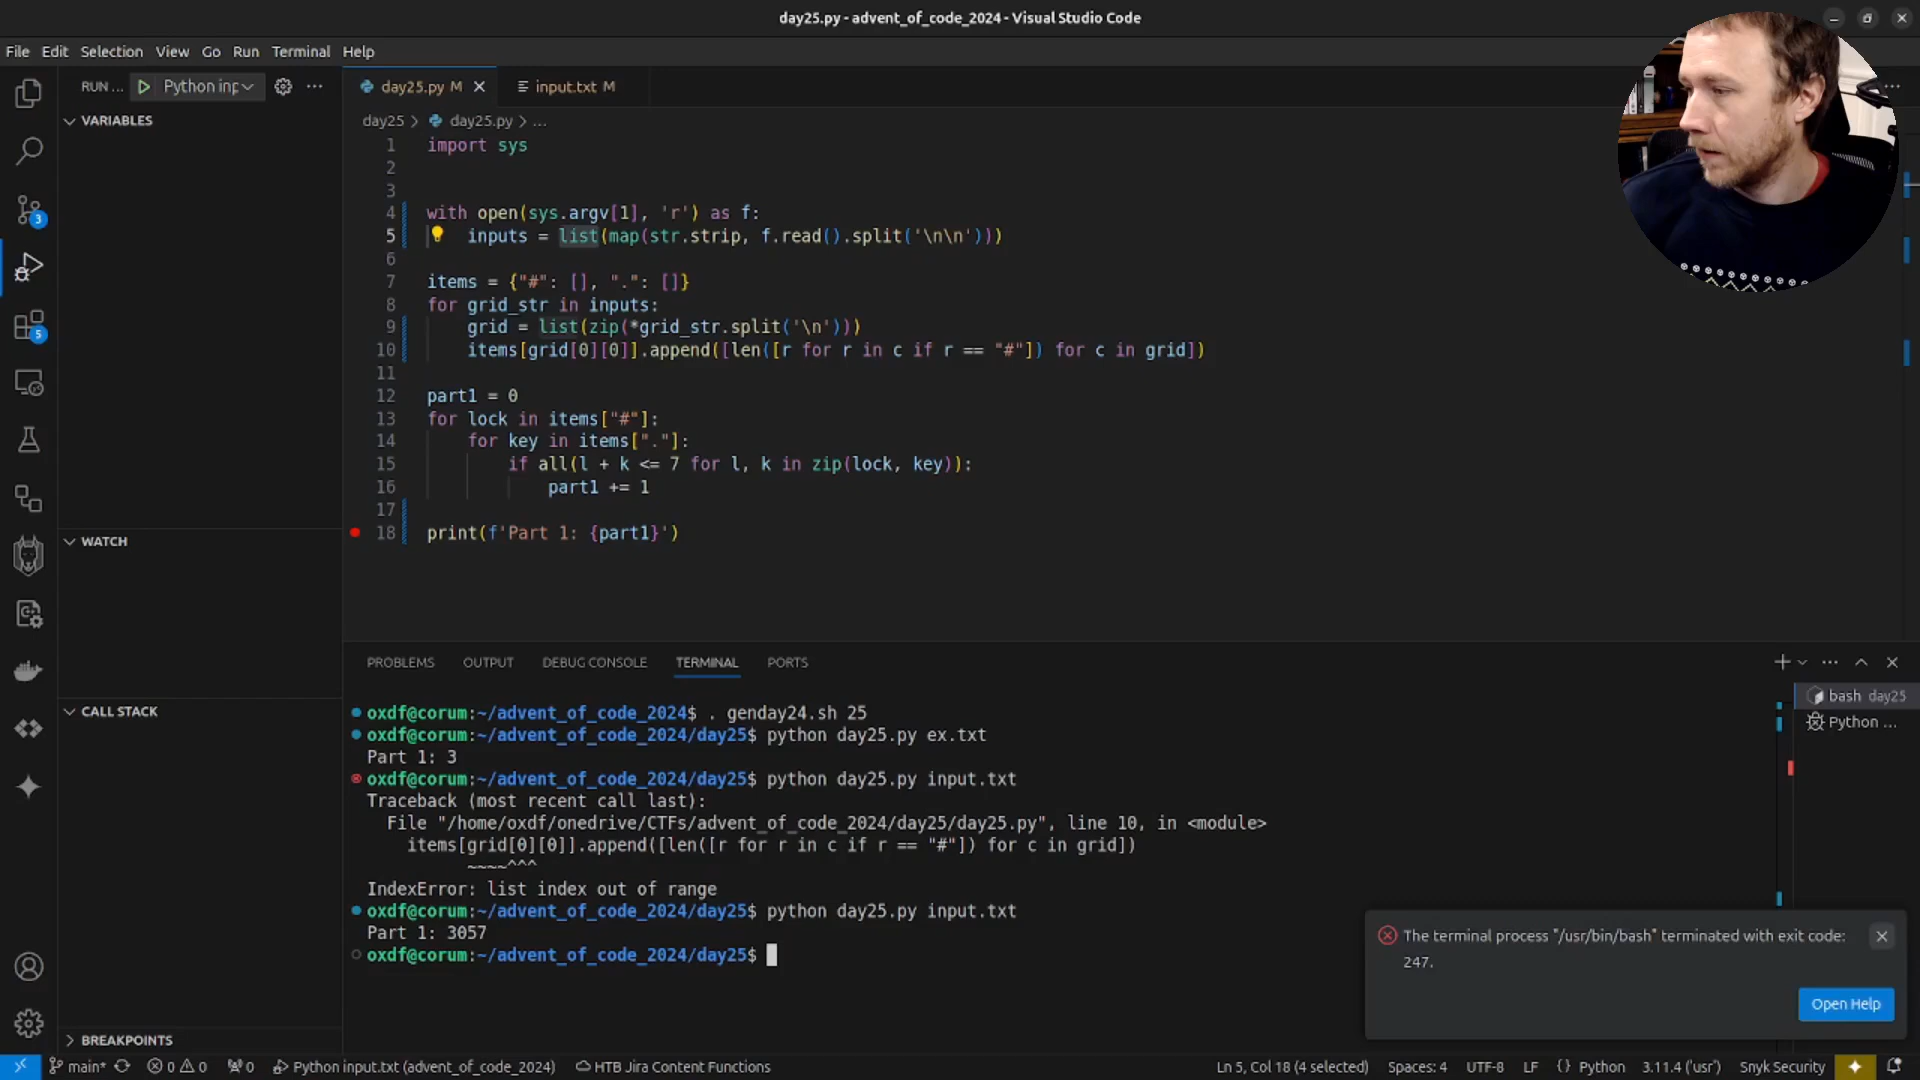 day25.py - advent_of_code_2024 - Visual Studio Code
File Edit Selection View Go Run Terminal Help
RUN ... Python inp
day25.py M
input.txt M
VARIABLES
day25 > day25.py > ...
1 import sys
2
3
4 with open(sys.argv[1], 'r') as f:
5 inputs = list(map(str.strip, f.read().split('\n\n')))
6
7 items = {"#": [], ".": []}
8 for grid_str in inputs:
9 grid = list(zip(*grid_str.split('\n')))
10 items[grid[0][0]].append([len([r for r in c if r == "#"]) for c in grid])
11
12 part1 = 0
13 for lock in items["#"]:
14 for key in items["."]:
15 if all(l + k <= 7 for l, k in zip(lock, key)):
16 part1 += 1
17
18 print(f'Part 1: {part1}')
3
5
WATCH
CALL STACK
BREAKPOINTS
PROBLEMS OUTPUT DEBUG CONSOLE TERMINAL PORTS
bash day25
Python ...
oxdf@corum:~/advent_of_code_2024$ . genday24.sh 25
oxdf@corum:~/advent_of_code_2024/day25$ python day25.py ex.txt
Part 1: 3
oxdf@corum:~/advent_of_code_2024/day25$ python day25.py input.txt
Traceback (most recent call last):
File "/home/oxdf/onedrive/CTFs/advent_of_code_2024/day25/day25.py", line 10, in <module>
items[grid[0][0]].append([len([r for r in c if r == "#"]) for c in grid])
~~~~^^^
IndexError: list index out of range
oxdf@corum:~/advent_of_code_2024/day25$ python day25.py input.txt
Part 1: 3057
oxdf@corum:~/advent_of_code_2024/day25$
The terminal process "/usr/bin/bash" terminated with exit code:
247.
Open Help
main* 0 0 0 Python input.txt (advent_of_code_2024) HTB Jira Content Functions Ln 5, Col 18 (4 selected) Spaces: 4 UTF-8 LF {} Python 3.11.4 ('usr') Snyk Security